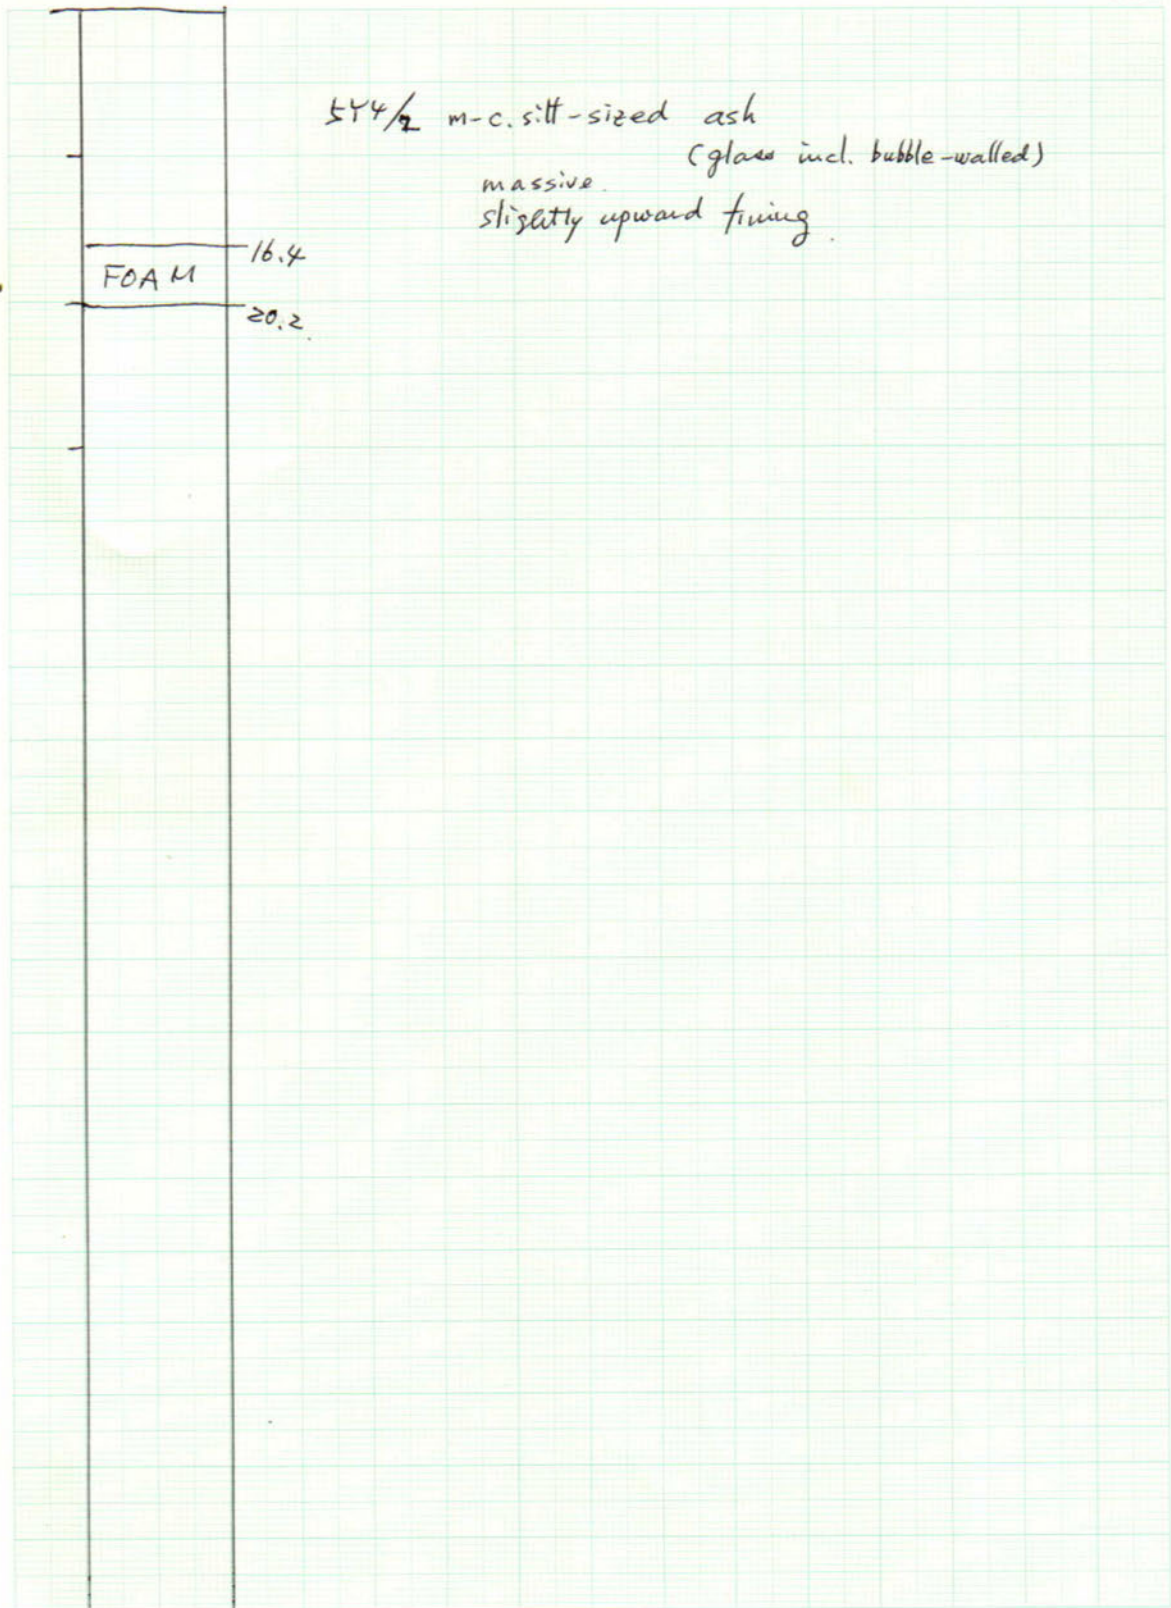 5Y4/2 m-c. silt-sized ash
(glass incl. bubble-walled)
massive.
slightly upward fining.
16.4
FOAM
20.2